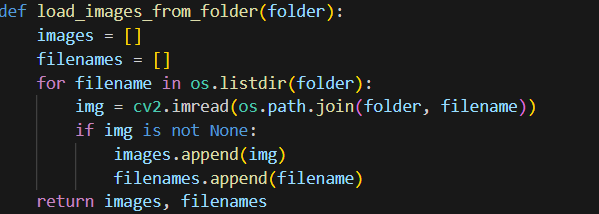 def load_images_from_folder(folder):
    images = []
    filenames = []
    for filename in os.listdir(folder):
        img = cv2.imread(os.path.join(folder, filename))
        if img is not None:
            images.append(img)
            filenames.append(filename)
    return images, filenames